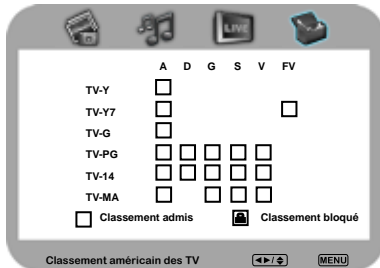 LIVE
A D G S V FV
TV-Y
TV-Y7
TV-G
TV-PG
TV-14
TV-MA
Classement admis Classement bloqué
Classement américain des TV MENU